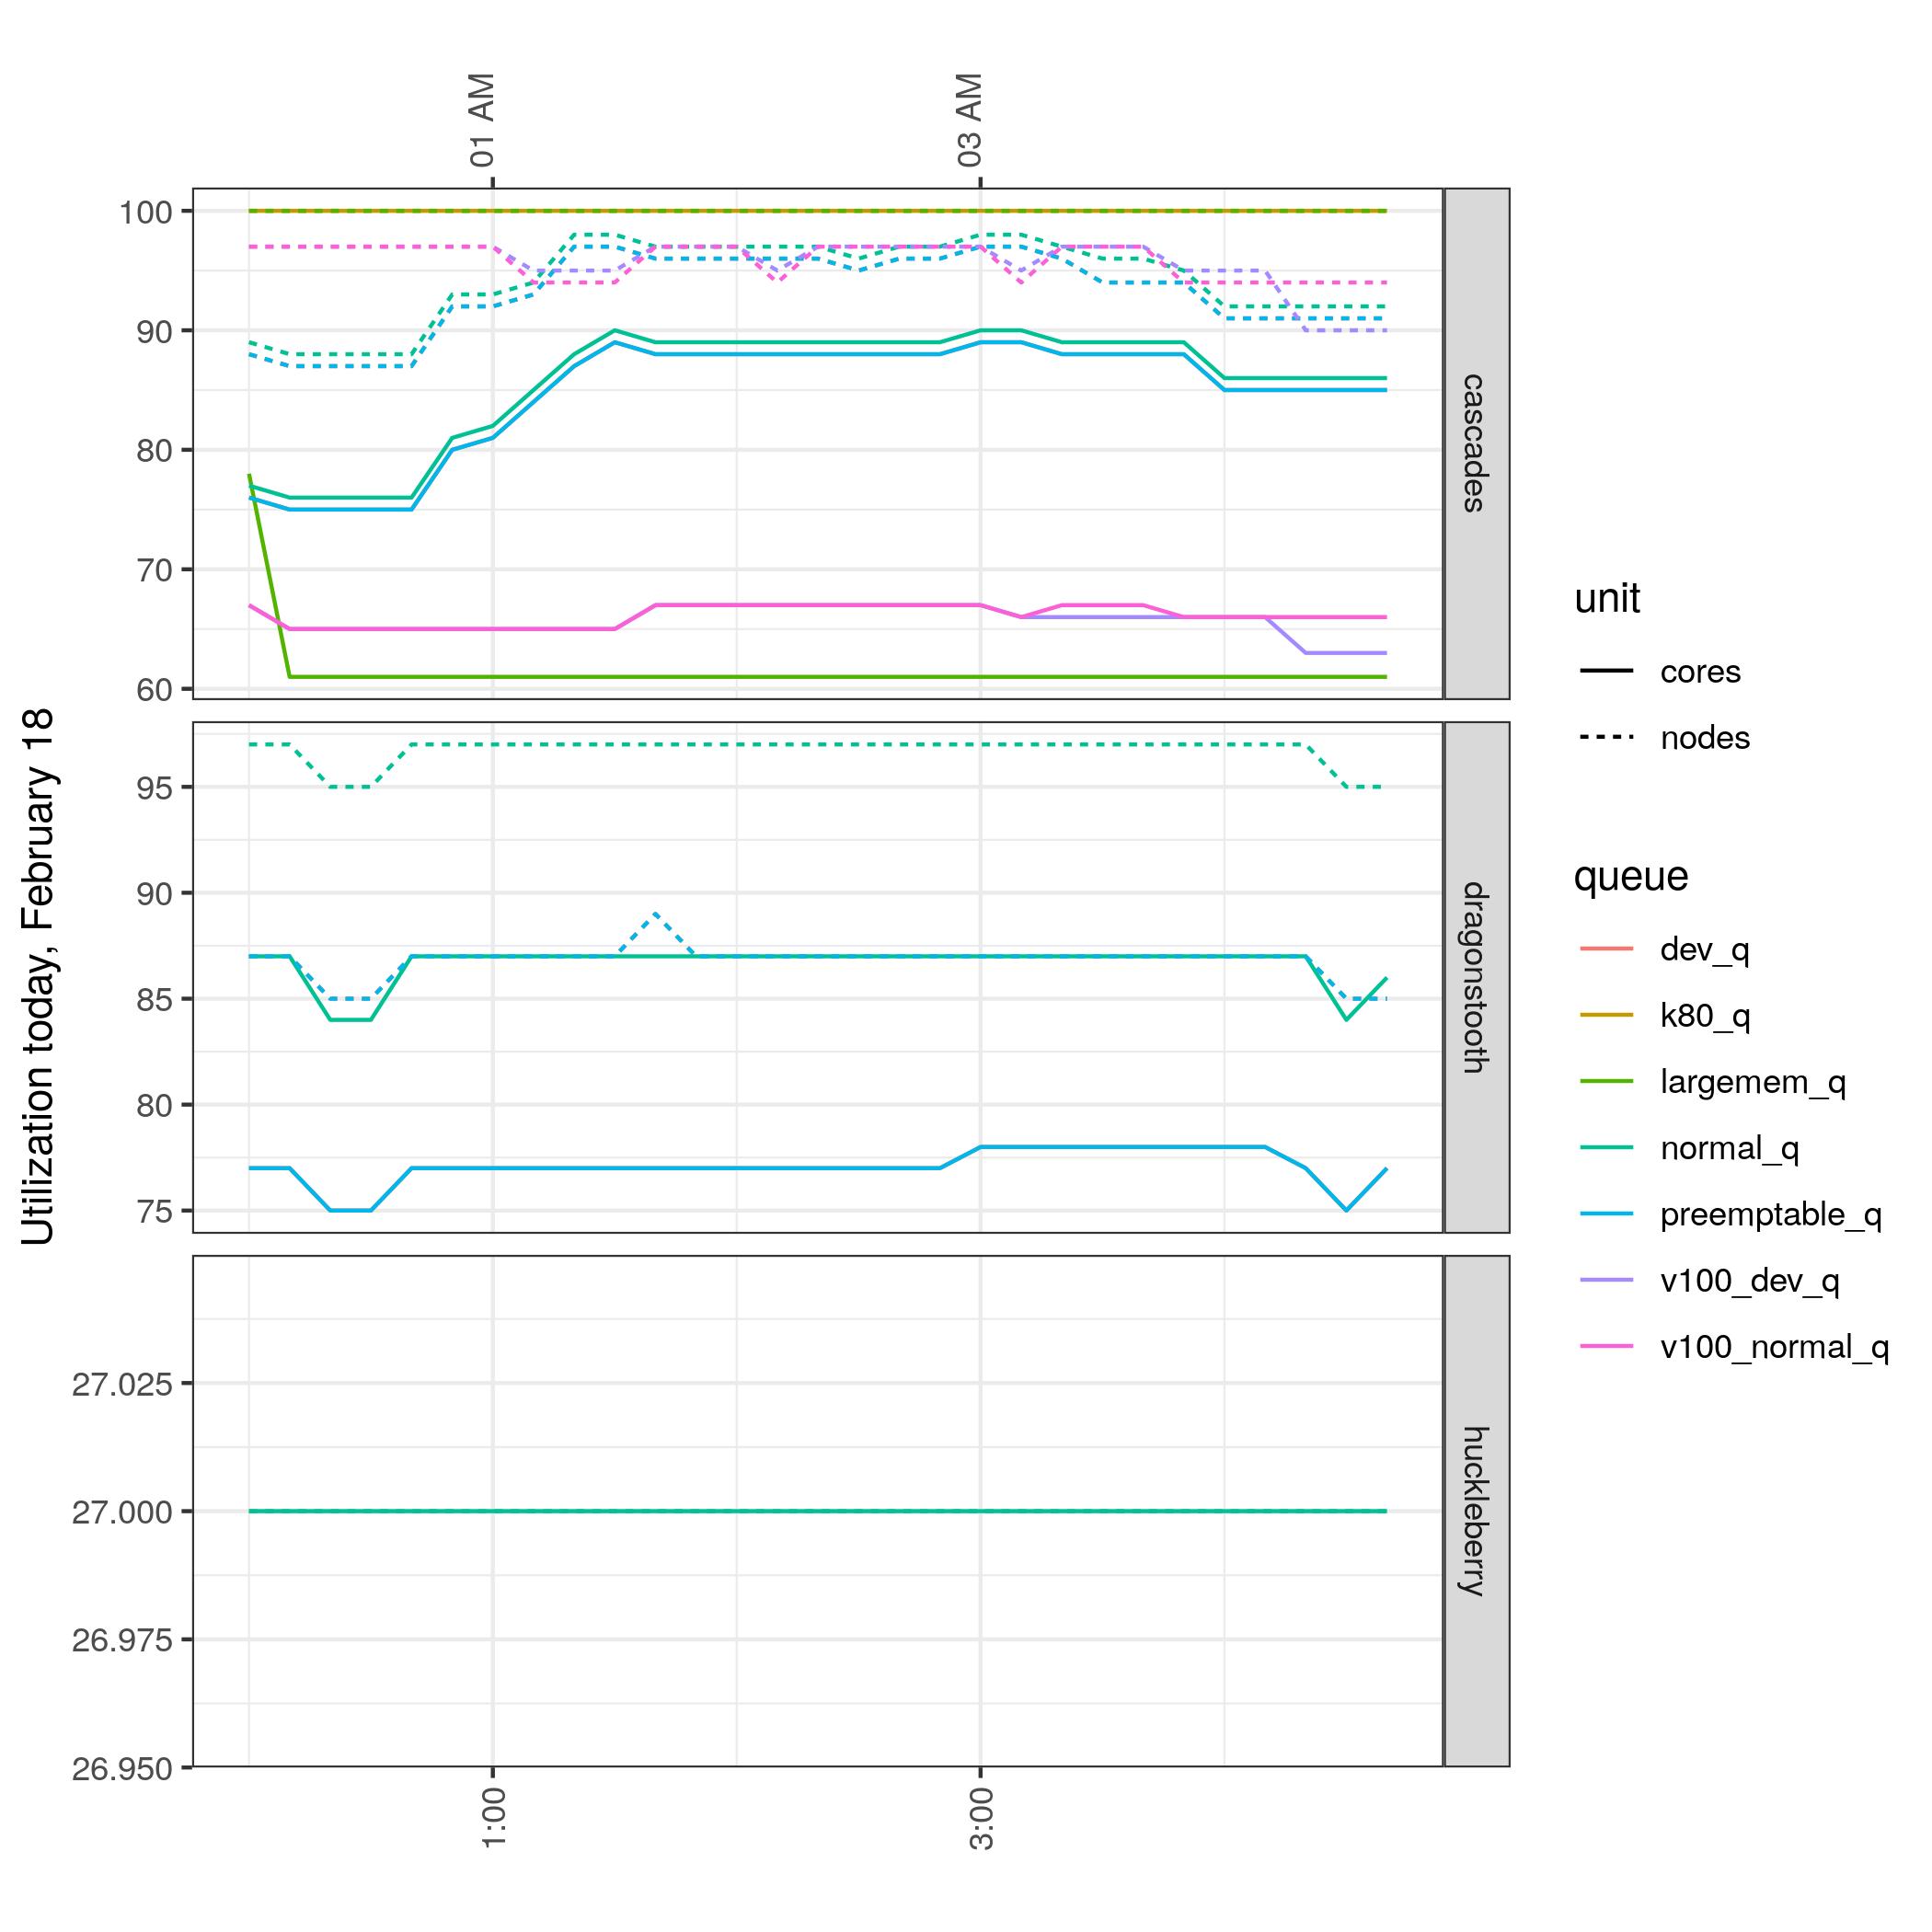 01 AM
03 AM
Utilization today, February 18
100
90
80
70
60
cascades
95
90
85
80
75
dragonstooth
27.025
27.000
26.975
26.950
huckleberry
1:00
3:00
unit
cores
nodes
queue
dev_q
k80_q
largemem_q
normal_q
preemptable_q
v100_dev_q
v100_normal_q